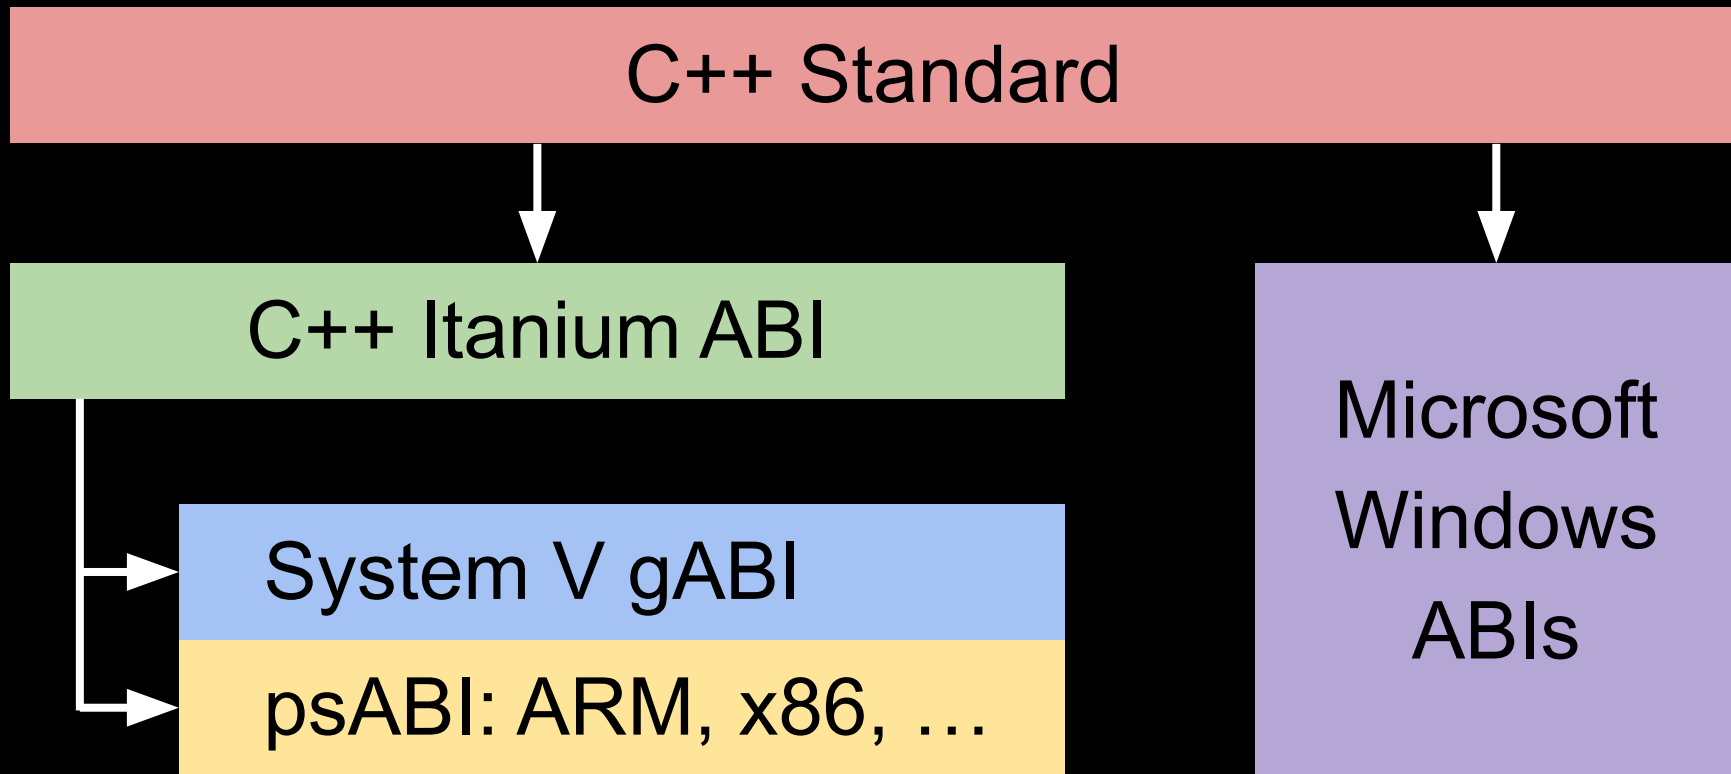 C++ Standard
C++ Itanium ABI
System V gABI
psABI: ARM, x86, …
Microsoft
Windows
ABIs